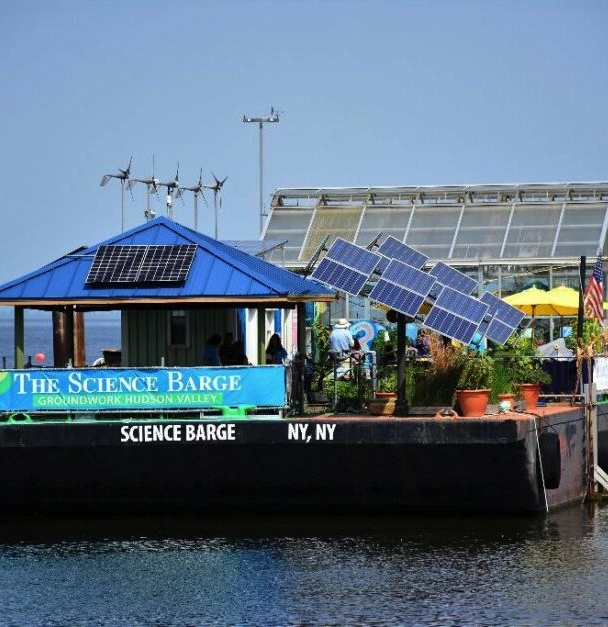 THE SCIENCE BARGE
GROUNDWORK HUDSON VALLEY
SCIENCE BARGE NY, NY